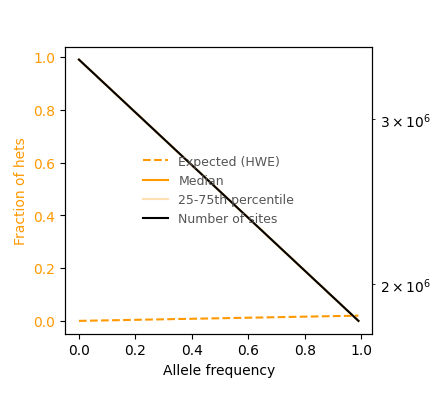 1.0
0.8
0.6
0.4
0.2
0.0
Fraction of hets
3 × 10⁶
2 × 10⁶
Expected (HWE)
Median
25-75th percentile
Number of sites
0.0 0.2 0.4 0.6 0.8 1.0
Allele frequency